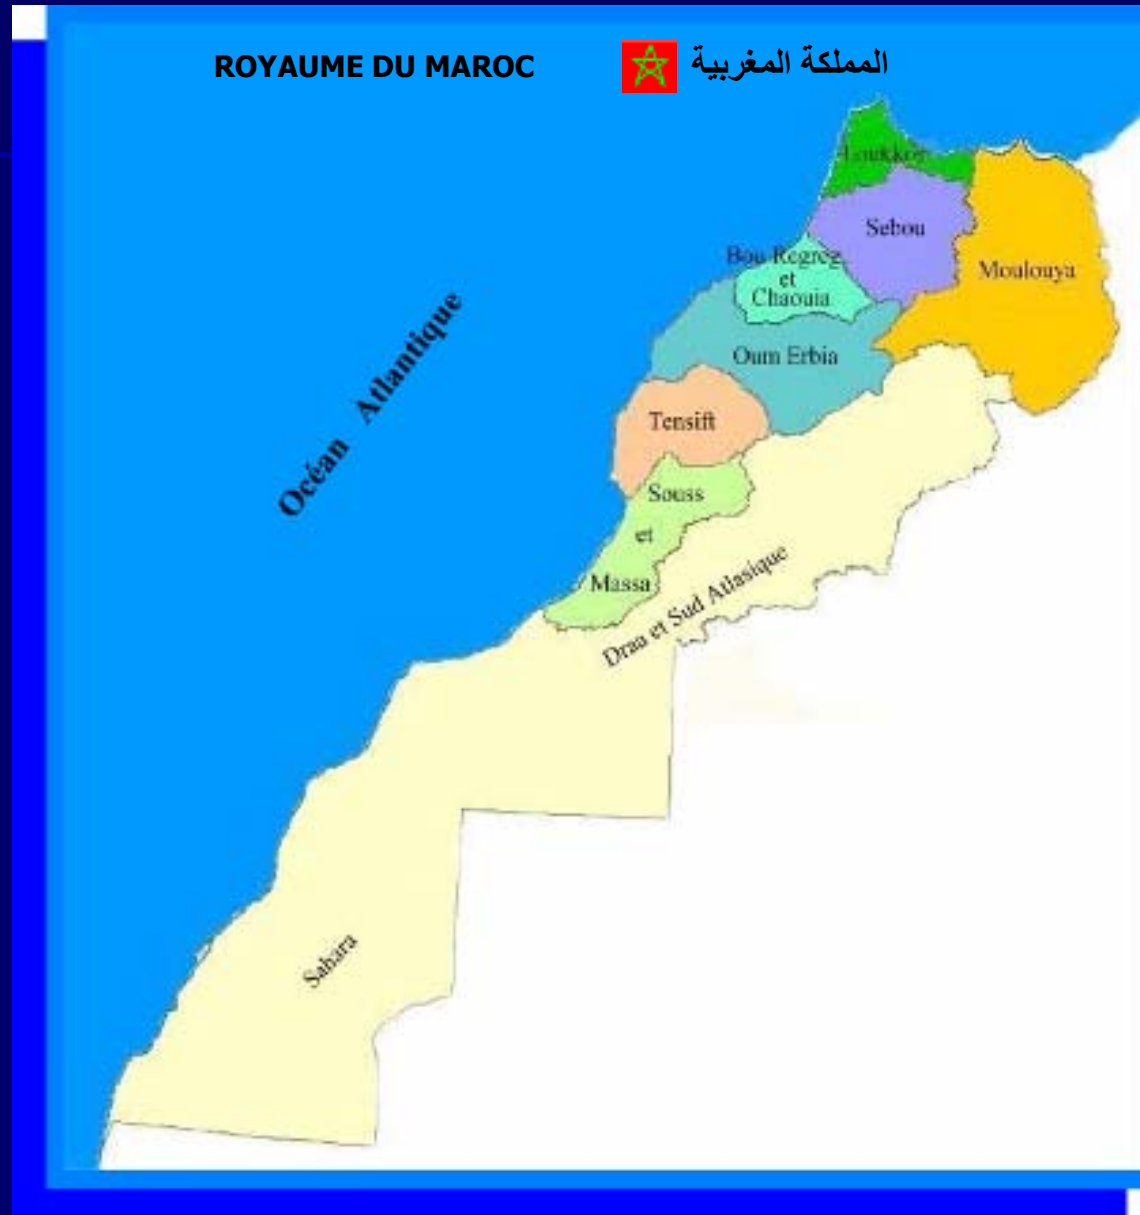 ROYAUME DU MAROC
المملكة المغربية
Loukkos
Sebou
Bou Regreg
et
Chaouia
Moulouya
Oum Erbia
Tensift
Océan Atlantique
Souss
et
Massa
Draa et Sud Atlasique
Sahara